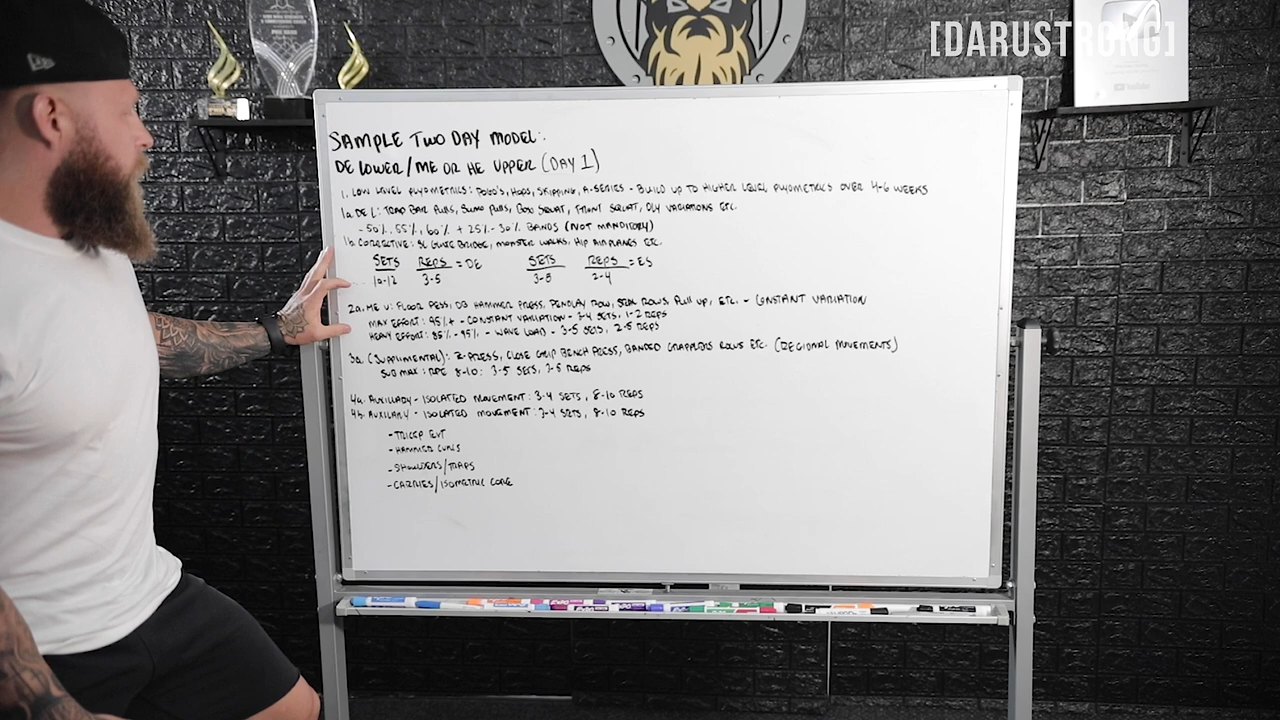 [DARUSTRONG]
SAMPLE TWO DAY MODEL:
DE LOWER/ME OR HE UPPER (DAY 1)
1. LOW LEVEL PLYOMETRICS: POGO'S, HOPS, SKIPPING, A-SERIES - BUILD UP TO HIGHER LEVEL PLYOMETRICS OVER 4-6 WEEKS
1a. DE L: TRAP BAR PULLS, SUMO PULLS, BOX SQUAT, FRONT SQUAT, OLY VARIATIONS ETC.
- 50%, 55%, 60% + 25%-30% BANDS (NOT MANDITORY)
1b. CORRECTIVE: SL GLUTE BRIDGE, MONSTER WALKS, HIP AIRPLANES ETC.
SETS REPS = DE SETS REPS = ES
10-12 3-5 3-5 2-4
2a. ME U: FLOOR PRESS, DB HAMMER PRESS, PENDLAY ROW, SEAL ROWS, PULL UP, ETC. - CONSTANT VARIATION
MAX EFFORT: 95%+ - CONSTANT VARIATION - 3-4 SETS, 1-2 REPS
HEAVY EFFORT: 85% - 95% - WAVE LOAD - 3-5 SETS, 2-5 REPS
3a. (SUPPLIMENTAL): Z-PRESS, CLOSE GRIP BENCH PRESS, BANDED GRAPPLERS ROWS ETC. (REGIONAL MOVEMENTS)
SUB MAX: RPE 8-10: 3-5 SETS, 3-5 REPS
4a. AUXILLARY - ISOLATED MOVEMENT: 3-4 SETS, 8-10 REPS
4b. AUXILARY - ISOLATED MOVEMENT: 3-4 SETS, 8-10 REPS
- TRICEP EXT
- HAMMER CURLS
- SHOULDERS/TRAPS
- CARRIES/ISOMETRIC CORE
YouTube